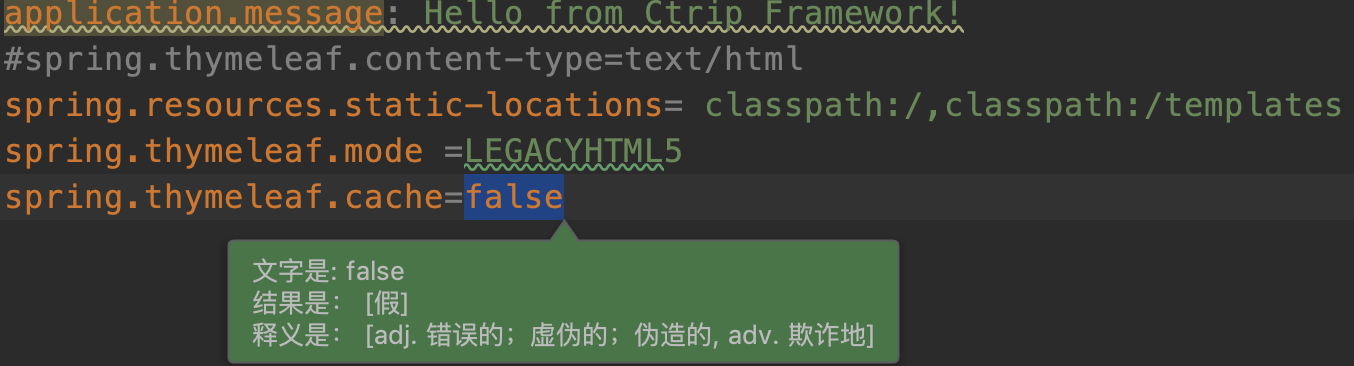 application.message: Hello from Ctrip Framework!
#spring.thymeleaf.content-type=text/html
spring.resources.static-locations= classpath:/,classpath:/templates
spring.thymeleaf.mode =LEGACYHTML5
spring.thymeleaf.cache=false
文字是: false
结果是： [假]
释义是： [adj. 错误的；虚伪的；伪造的, adv. 欺诈地]